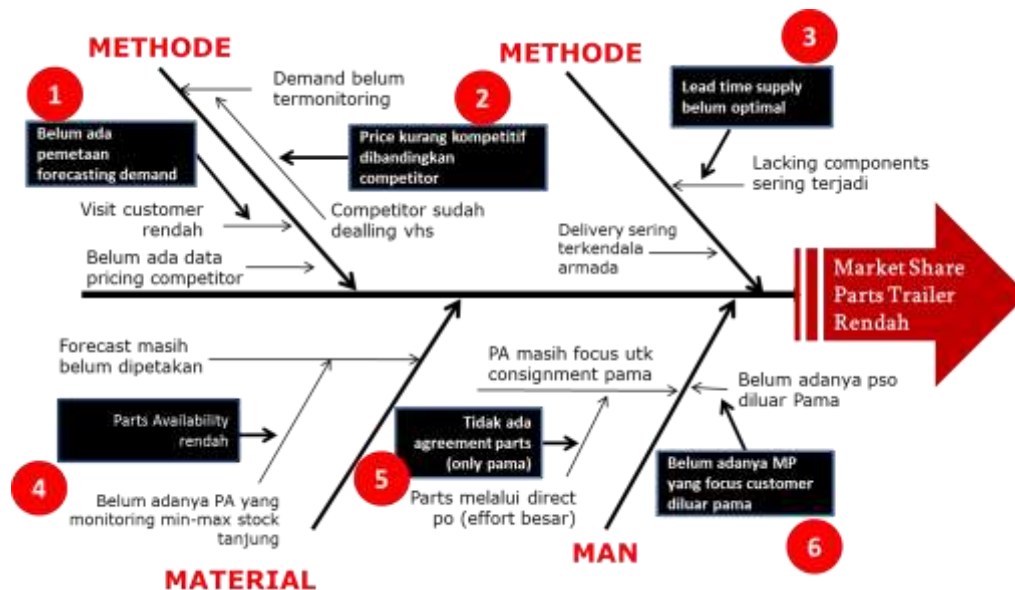 METHODE
METHODE
3
1
Demand belum
termonitoring
2
Lead time supply
belum optimal
Belum ada
pemetaan
forecasting demand
Price kurang kompetitif
dibandingkan
competitor
Lacking components
sering terjadi
Visit customer
rendah
Competitor sudah
dealling vhs
Delivery sering
terkendala
armada
Belum ada data
pricing competitor
Market Share
Parts Trailer
Rendah
Forecast masih
belum dipetakan
PA masih focus utk
consignment pama
Belum adanya pso
diluar Pama
Parts Availability
rendah
Tidak ada
agreement parts
(only pama)
Belum adanya MP
yang focus customer
diluar pama
4
5
Belum adanya PA yang
monitoring min-max stock
tanjung
Parts melalui direct
po (effort besar)
6
MATERIAL
MAN